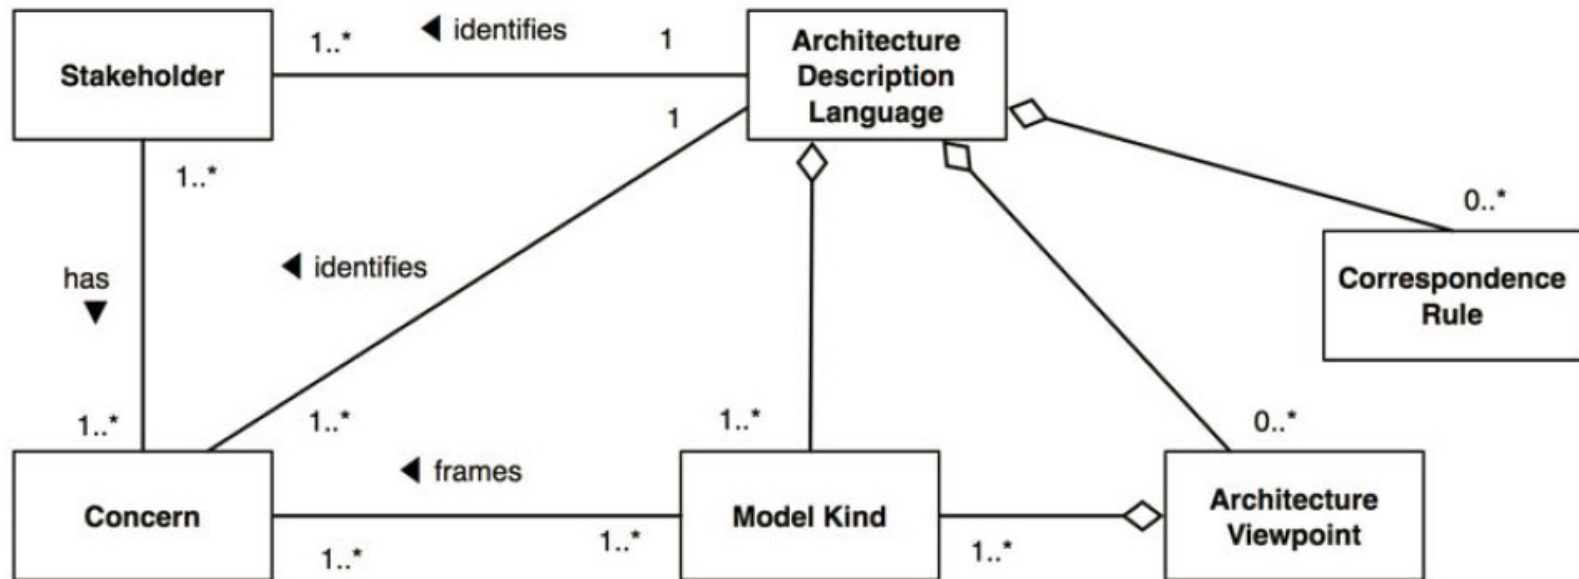 1..*
◀ identifies
1
Stakeholder
Architecture
Description
Language
1
1..*
0..*
◀ identifies
has
▼
Correspondence
Rule
1..*
1..*
1..*
0..*
◀ frames
Concern
Model Kind
Architecture
Viewpoint
1..*
1..*
1..*